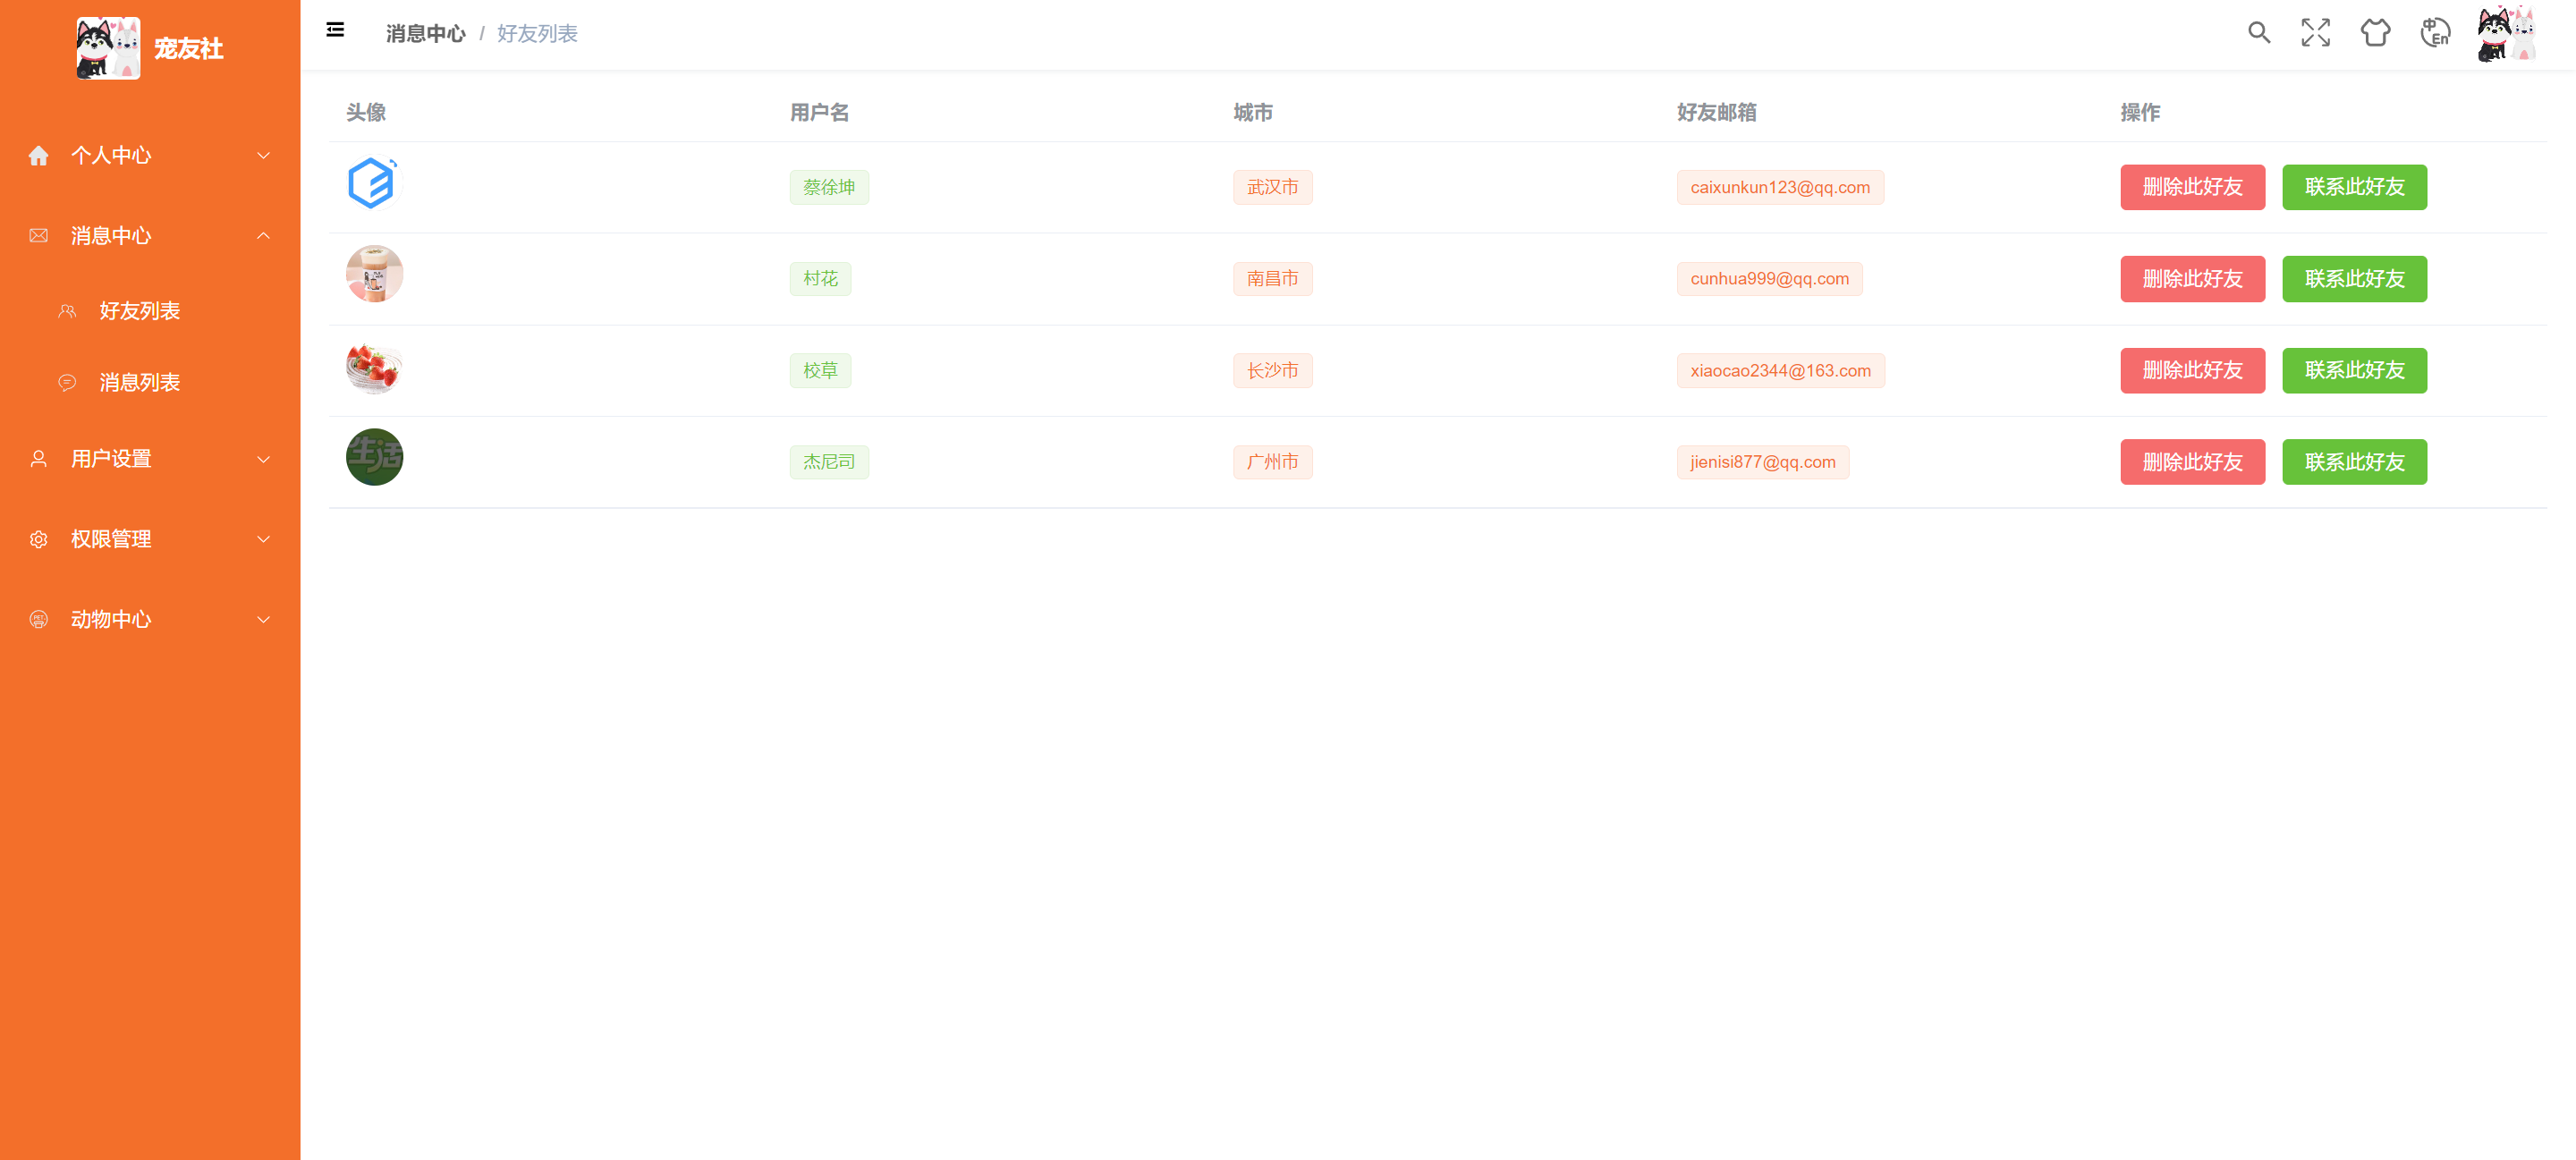 宠友社
个人中心
消息中心
好友列表
消息列表
用户设置
权限管理
动物中心
消息中心 / 好友列表
中 En
头像 用户名 城市 好友邮箱 操作
蔡徐坤 武汉市 caixunkun123@qq.com 删除此好友 联系此好友
村花 南昌市 cunhua999@qq.com 删除此好友 联系此好友
校草 长沙市 xiaocao2344@163.com 删除此好友 联系此好友
生活 杰尼司 广州市 jienisi877@qq.com 删除此好友 联系此好友